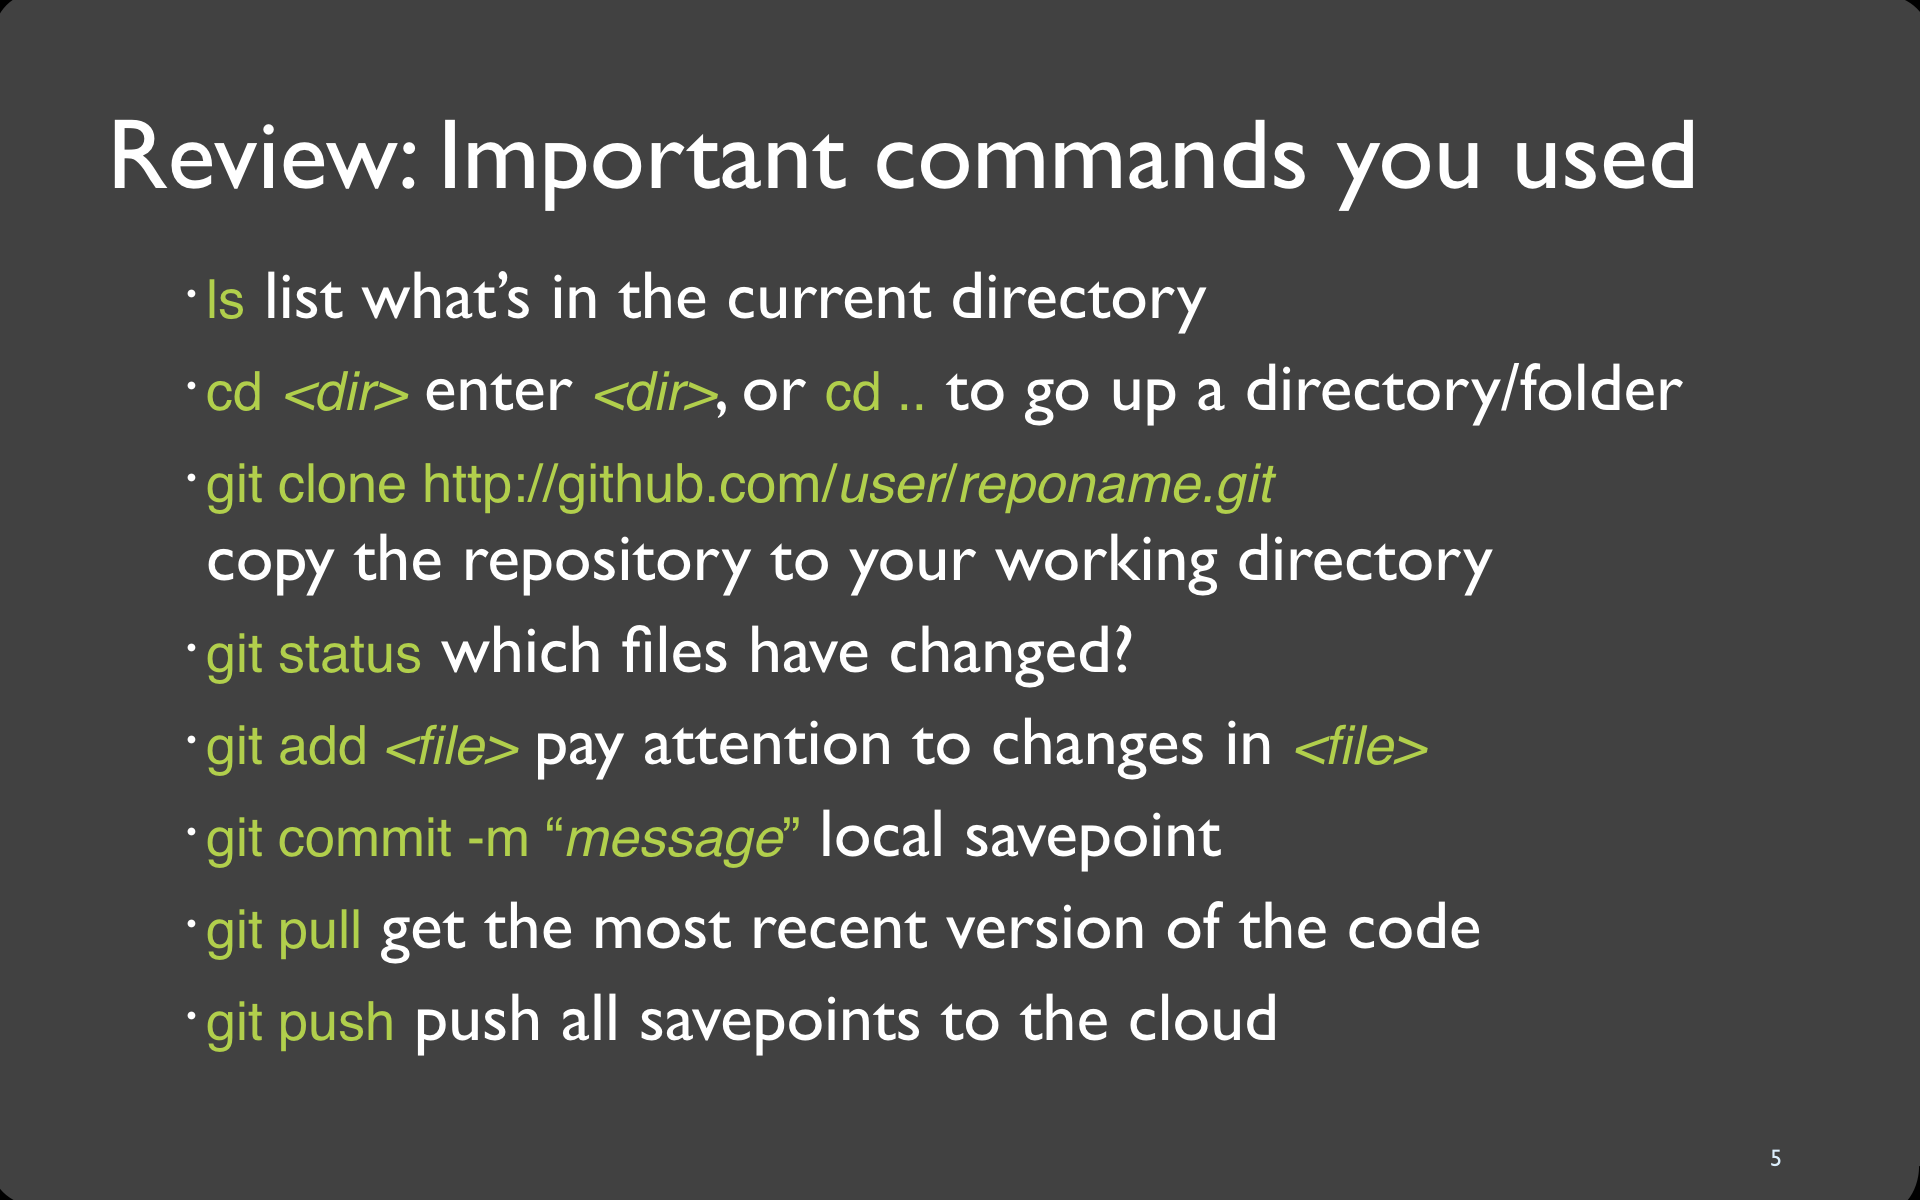 Review: Important commands you used
· ls list what’s in the current directory
· cd <dir> enter <dir>, or cd .. to go up a directory/folder
· git clone http://github.com/user/reponame.git
copy the repository to your working directory
· git status which files have changed?
· git add <file> pay attention to changes in <file>
· git commit -m “message” local savepoint
· git pull get the most recent version of the code
· git push push all savepoints to the cloud
5